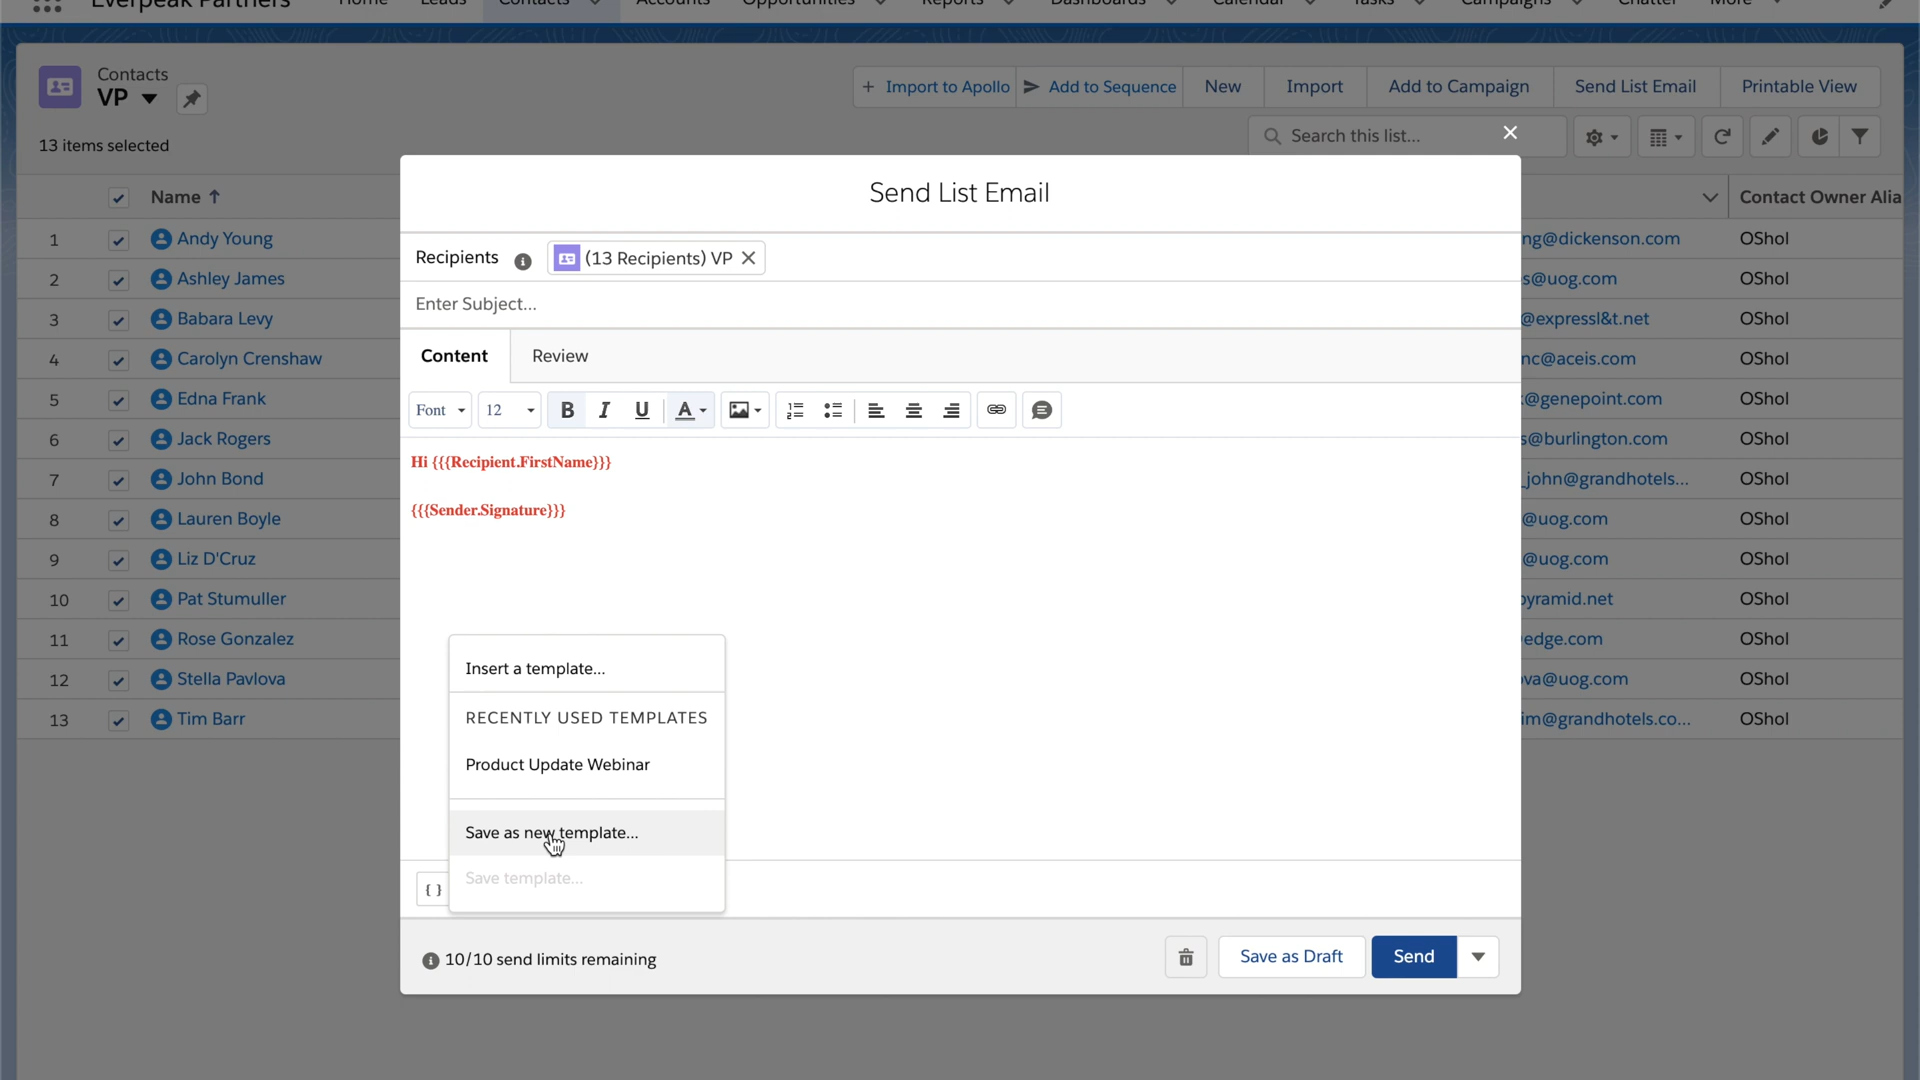 Everpeak Partners Home Leads Contacts Accounts Opportunities Reports Dashboards Calendar Tasks Campaigns Chatter More
Contacts
VP
Import to Apollo Add to Sequence New Import Add to Campaign Send List Email Printable View
13 items selected
Search this list...
Send List Email
Name Contact Owner Alia
Recipients (13 Recipients) VP
Enter Subject...
Content Review
Font 12 B I U A
Hi {{{Recipient.FirstName}}}
{{{Sender.Signature}}}
Insert a template...
RECENTLY USED TEMPLATES
Product Update Webinar
Save as new template...
Save template...
{ }
10/10 send limits remaining
Save as Draft Send
1 Andy Young ng@dickenson.com OShol
2 Ashley James s@uog.com OShol
3 Babara Levy @expressl&t.net OShol
4 Carolyn Crenshaw nc@aceis.com OShol
5 Edna Frank @genepoint.com OShol
6 Jack Rogers s@burlington.com OShol
7 John Bond _john@grandhotels... OShol
8 Lauren Boyle @uog.com OShol
9 Liz D'Cruz @uog.com OShol
10 Pat Stumuller pyramid.net OShol
11 Rose Gonzalez edge.com OShol
12 Stella Pavlova va@uog.com OShol
13 Tim Barr im@grandhotels.co... OShol